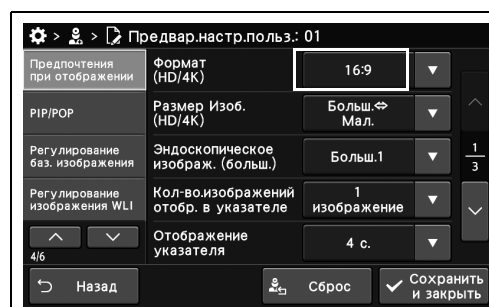 > > Предвар.настр.польз.: 01
Предпочтения
при отображении
Формат
(HD/4K)
16:9
PIP/POP
Размер Изоб.
(HD/4K)
Больш.⇔
Мал.
Регулирование
баз. изображения
Эндоскопическое
изображ. (больш.)
Больш.1
1
3
Регулирование
изображения WLI
Кол-во.изображений
отобр. в указателе
1
изображение
4/6
Отображение
указателя
4 с.
Назад
Сброс
Сохранить
и закрыть